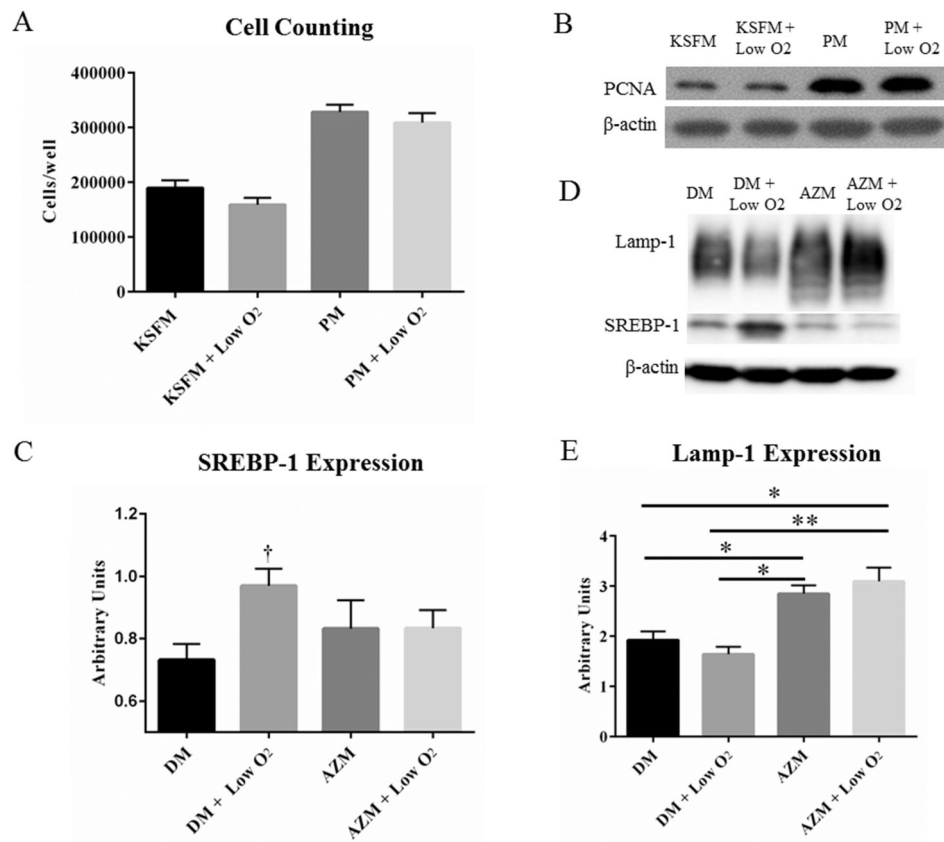 A
Cell Counting
Cells/well
400000
300000
200000
100000
0
KSFM
KSFM + Low O2
PM
PM + Low O2
B
KSFM
KSFM +
Low O2
PM
PM +
Low O2
PCNA
β-actin
D
DM
DM +
Low O2
AZM
AZM +
Low O2
Lamp-1
SREBP-1
β-actin
C
SREBP-1 Expression
Arbitrary Units
1.2
1.0
0.8
0.6
†
DM
DM + Low O2
AZM
AZM + Low O2
E
Lamp-1 Expression
Arbitrary Units
4
3
2
1
0
*
**
*
*
DM
DM + Low O2
AZM
AZM + Low O2